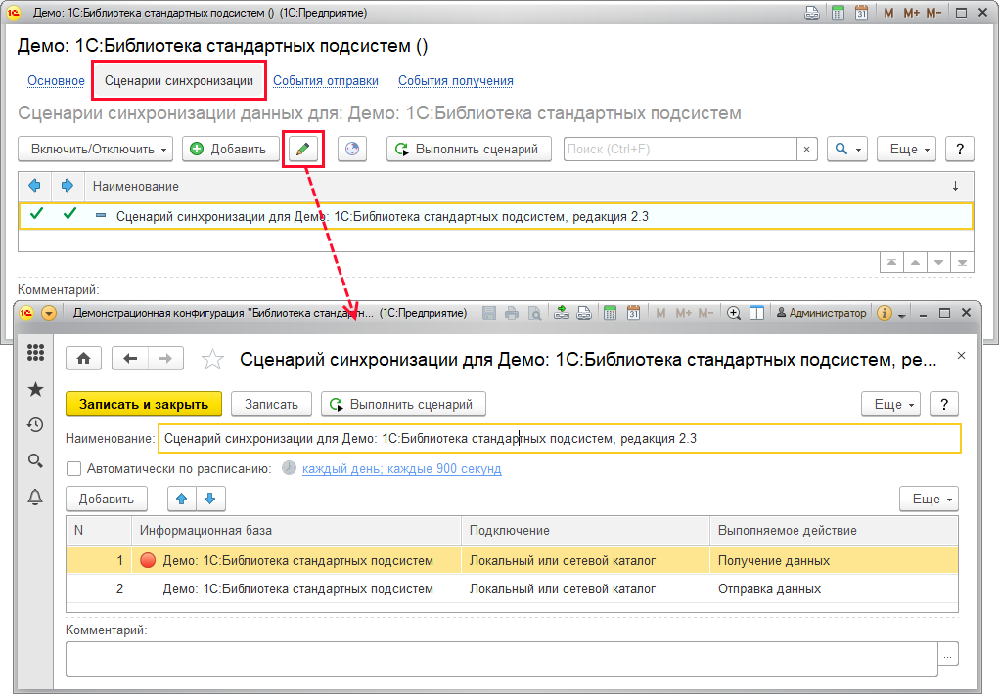 Демо: 1С:Библиотека стандартных подсистем () (1С:Предприятие) M M+ M-
Демо: 1С:Библиотека стандартных подсистем ()
Основное Сценарии синхронизации События отправки События получения
Сценарии синхронизации данных для: Демо: 1С:Библиотека стандартных подсистем
Включить/Отключить Добавить Выполнить сценарий Поиск (Ctrl+F) × Еще ?
Наименование ↓
Сценарий синхронизации для Демо: 1С:Библиотека стандартных подсистем, редакция 2.3
Комментарий:
Демонстрационная конфигурация "Библиотека стандартн... (1С:Предприятие) M M+ M- Администратор
Сценарий синхронизации для Демо: 1С:Библиотека стандартных подсистем, ре...
Записать и закрыть Записать Выполнить сценарий Еще ?
Наименование: Сценарий синхронизации для Демо: 1С:Библиотека стандартных подсистем, редакция 2.3
Автоматически по расписанию: каждый день; каждые 900 секунд
Добавить Еще
N Информационная база Подключение Выполняемое действие
1 Демо: 1С:Библиотека стандартных подсистем Локальный или сетевой каталог Получение данных
2 Демо: 1С:Библиотека стандартных подсистем Локальный или сетевой каталог Отправка данных
Комментарий:
...